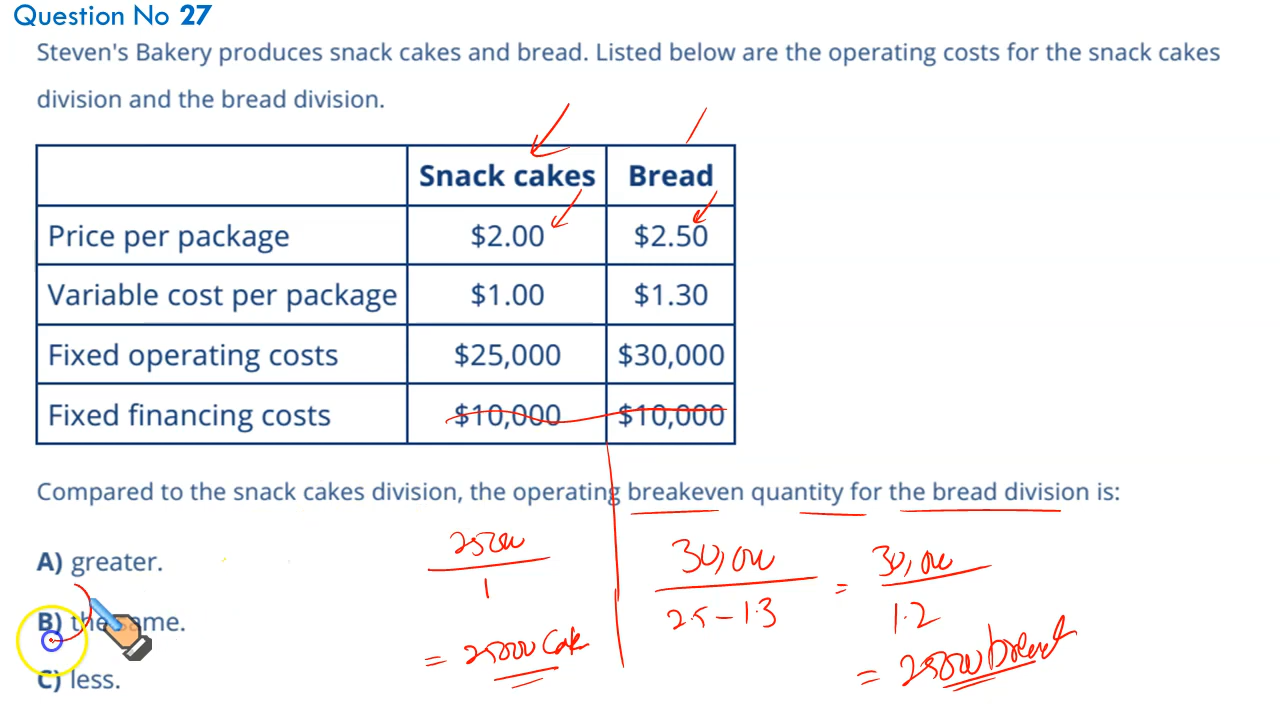 Question No 27
Steven's Bakery produces snack cakes and bread. Listed below are the operating costs for the snack cakes
division and the bread division.
Snack cakes Bread
Price per package $2.00 $2.50
Variable cost per package $1.00 $1.30
Fixed operating costs $25,000 $30,000
Fixed financing costs $10,000 $10,000
Compared to the snack cakes division, the operating breakeven quantity for the bread division is:
A) greater.
B) the same.
C) less.
25000
1
= 25000 Cake
30,000
2.5 - 1.3
=
30,000
1.2
= 25000 bread